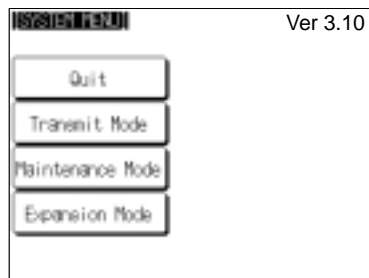 [SYSTEM MENU]
Ver 3.10
Quit
Transmit Mode
Maintenance Mode
Expansion Mode